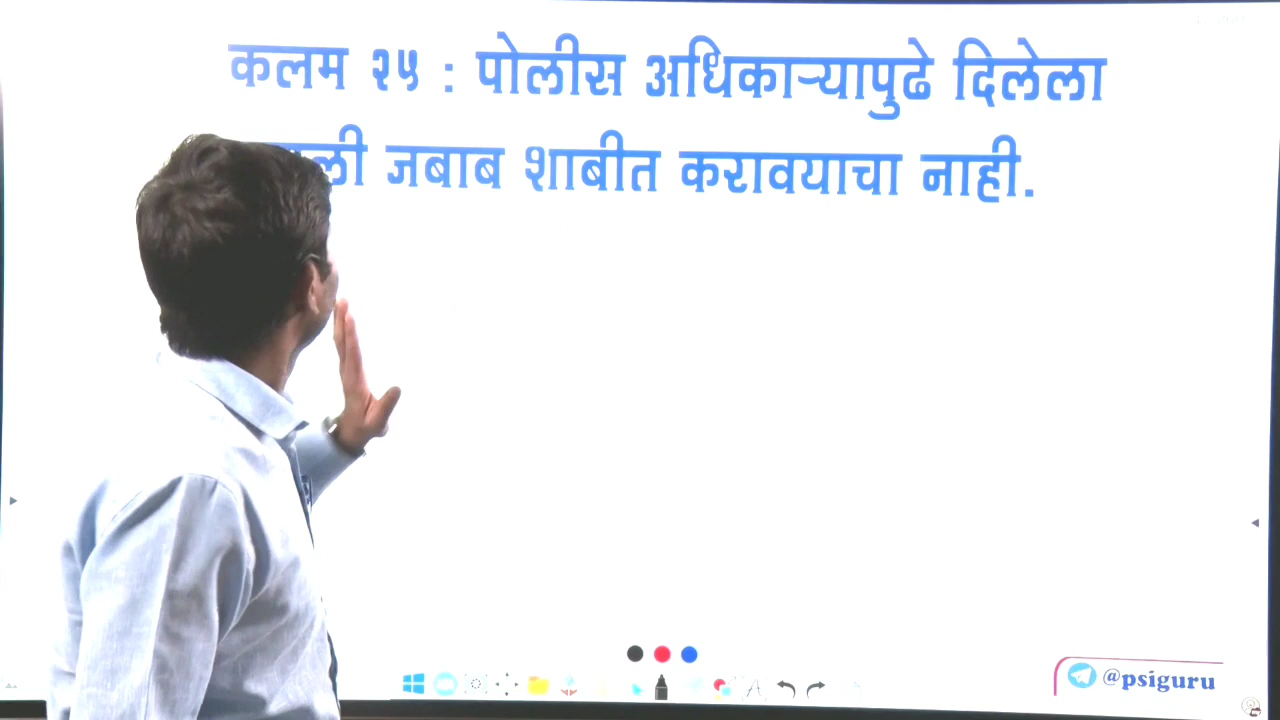 कलम २५ : पोलीस अधिकाऱ्यापुढे दिलेला
जबाब शाबीत करावयाचा नाही.
@psiguru